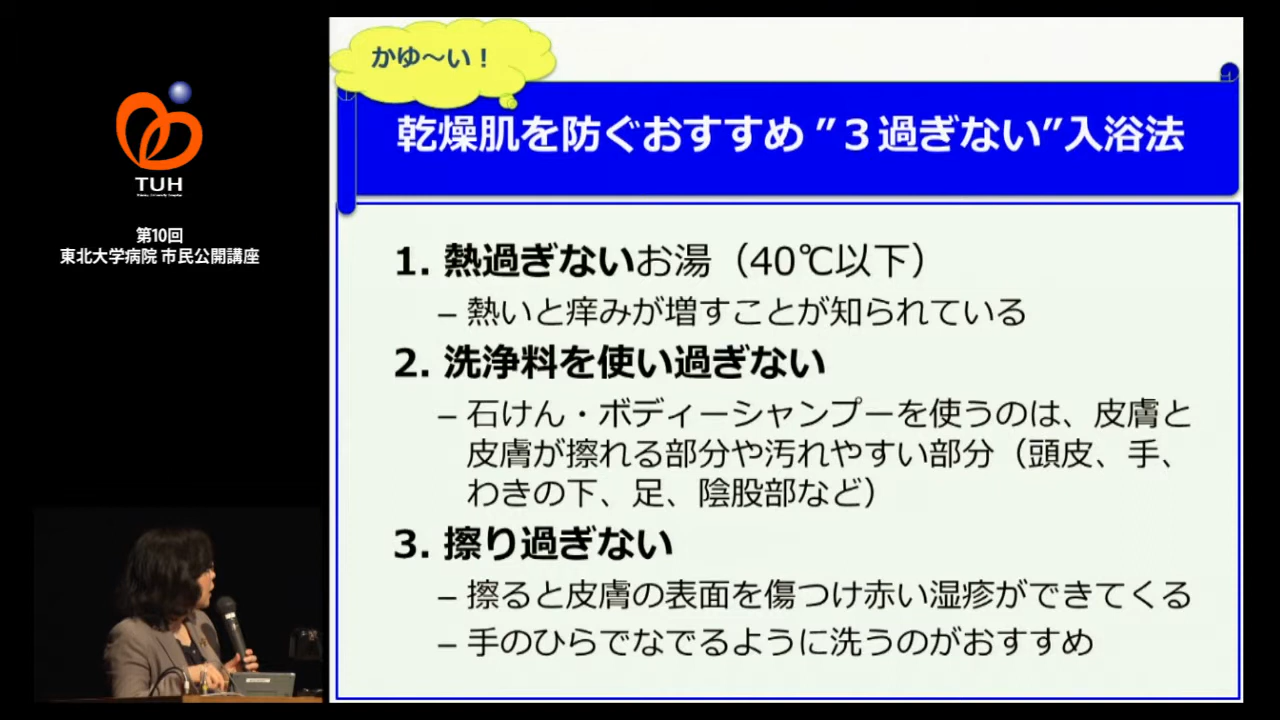 かゆ～い！
乾燥肌を防ぐおすすめ ”３過ぎない”入浴法
TUH
第10回
東北大学病院 市民公開講座
1. 熱過ぎないお湯（40℃以下）
– 熱いと痒みが増すことが知られている
2. 洗浄料を使い過ぎない
– 石けん・ボディーシャンプーを使うのは、皮膚と
皮膚が擦れる部分や汚れやすい部分（頭皮、手、
わきの下、足、陰股部など）
3. 擦り過ぎない
– 擦ると皮膚の表面を傷つけ赤い湿疹ができてくる
– 手のひらでなでるように洗うのがおすすめ